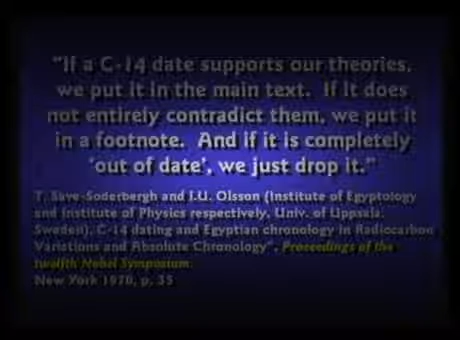 "If a C-14 date supports our theories,
we put it in the main text. If it does
not entirely contradict them, we put it
in a footnote. And if it is completely
'out of date', we just drop it."
T. Save-Soderbergh and I.U. Olsson (Institute of Egyptology
and Institute of Physics respectively, Univ. of Uppsala,
Sweden), C-14 dating and Egyptian chronology in Radiocarbon
Variations and Absolute Chronology", Proceedings of the
twelfth Nobel Symposium,
New York 1970, p. 35